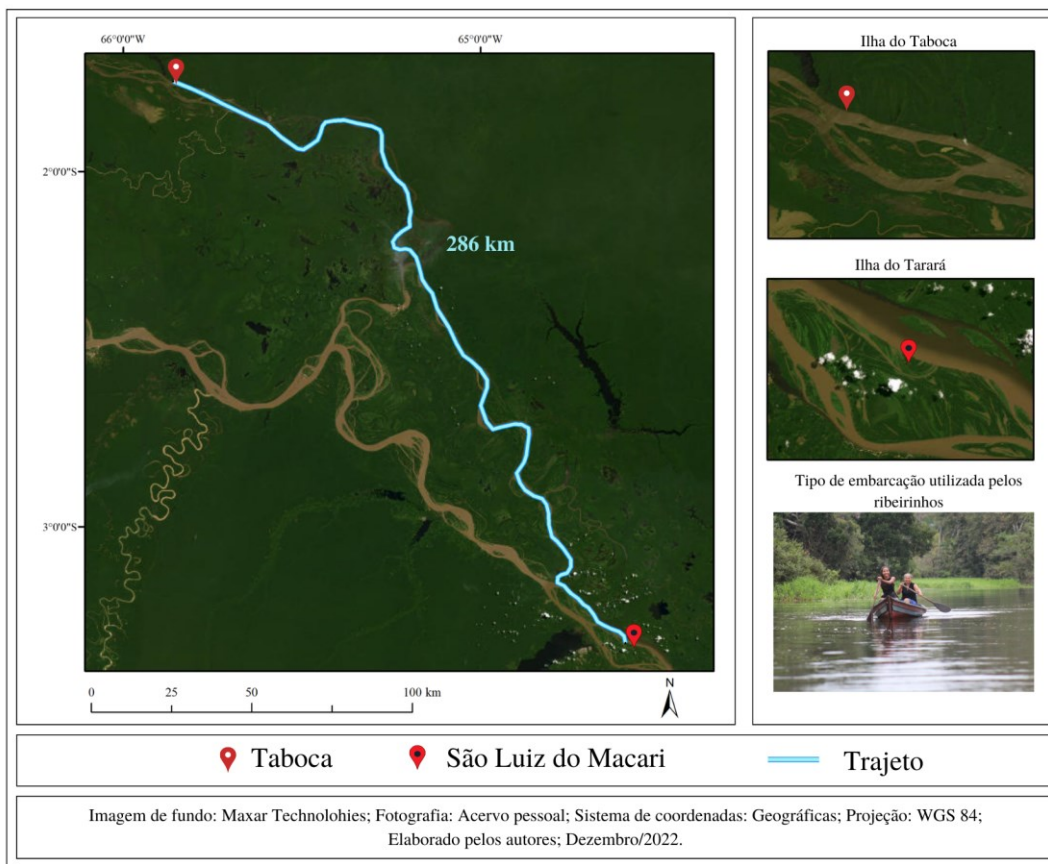 66°0'0"W
65°0'0"W
2°0'0"S
3°0'0"S
286 km
0
25
50
100 km
N
Ilha do Taboca
Ilha do Tarará
Tipo de embarcação utilizada pelos
ribeirinhos
Taboca
São Luiz do Macari
Trajeto
Imagem de fundo: Maxar Technolohies; Fotografia: Acervo pessoal; Sistema de coordenadas: Geográficas; Projeção: WGS 84;
Elaborado pelos autores; Dezembro/2022.